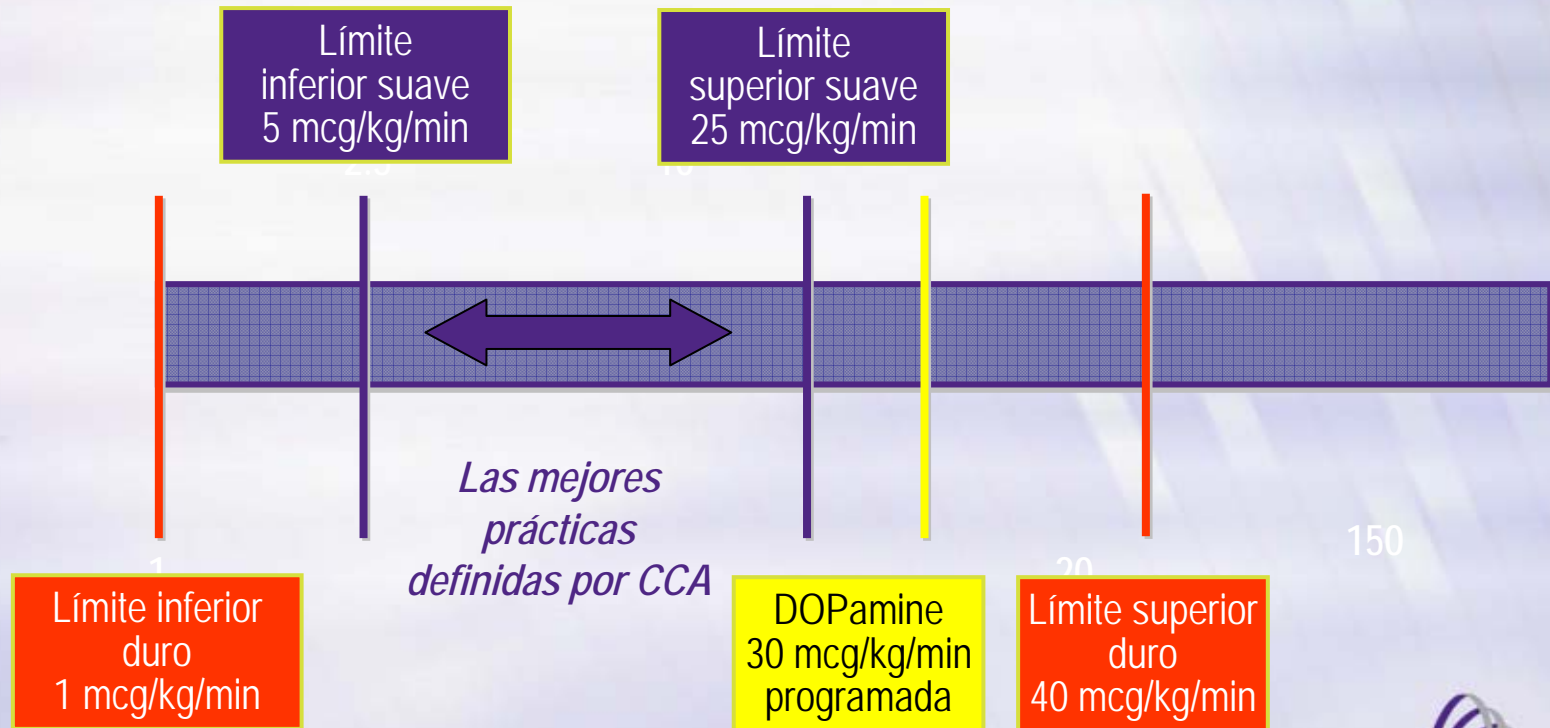 Límite
inferior suave
5 mcg/kg/min
Límite
superior suave
25 mcg/kg/min
Las mejores
prácticas
definidas por CCA
150
1
20
Límite inferior
duro
1 mcg/kg/min
DOPamine
30 mcg/kg/min
programada
Límite superior
duro
40 mcg/kg/min